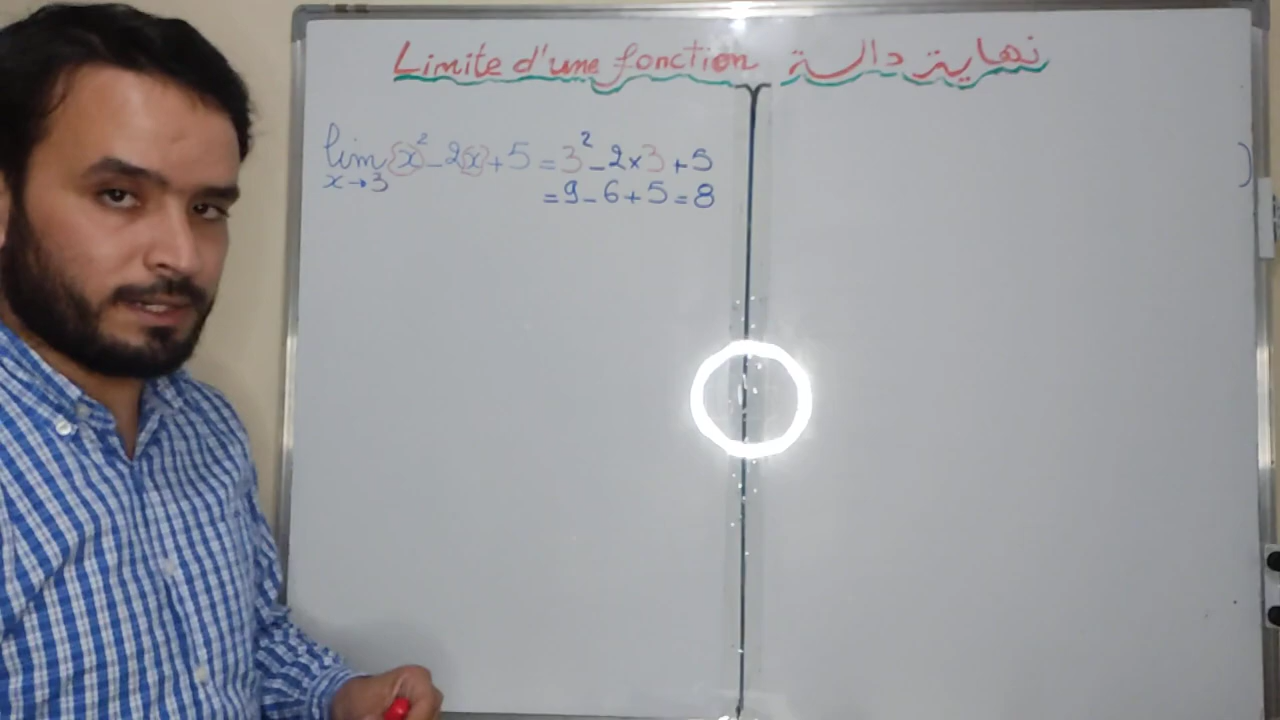 Limite d'une fonction نهاية دالة
lim x² - 2x + 5 = 3² - 2 × 3 + 5
x → 3
= 9 - 6 + 5 = 8
)